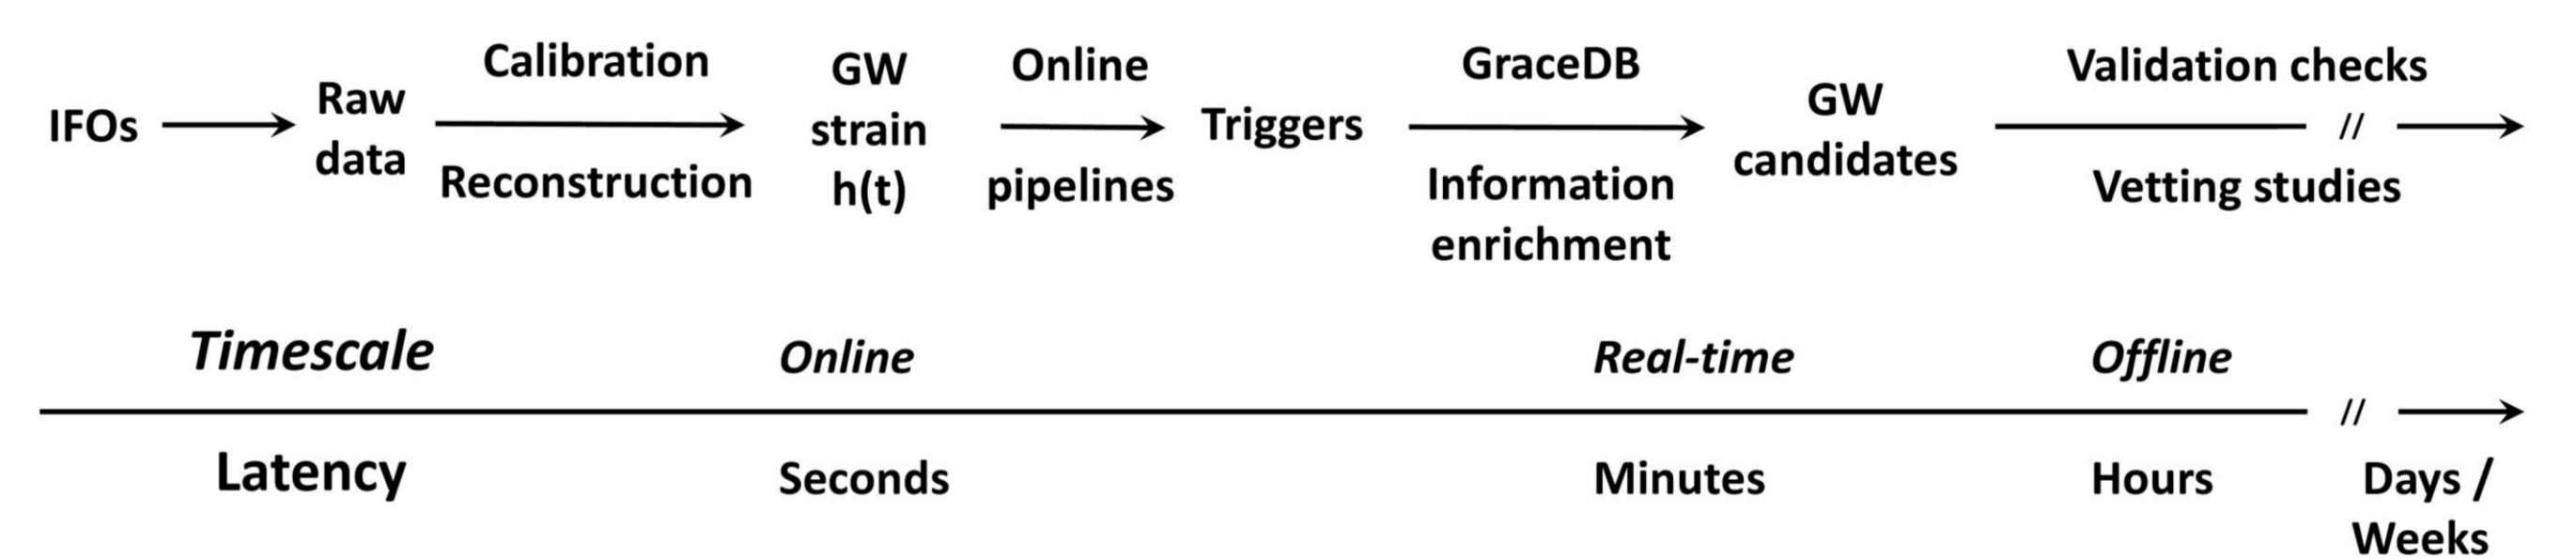 IFOs
Raw
data
Calibration
Reconstruction
GW
strain
h(t)
Online
pipelines
Triggers
GraceDB
Information
enrichment
GW
candidates
Validation checks
//
Vetting studies
Timescale
Online
Real-time
Offline
//
Latency
Seconds
Minutes
Hours
Days /
Weeks